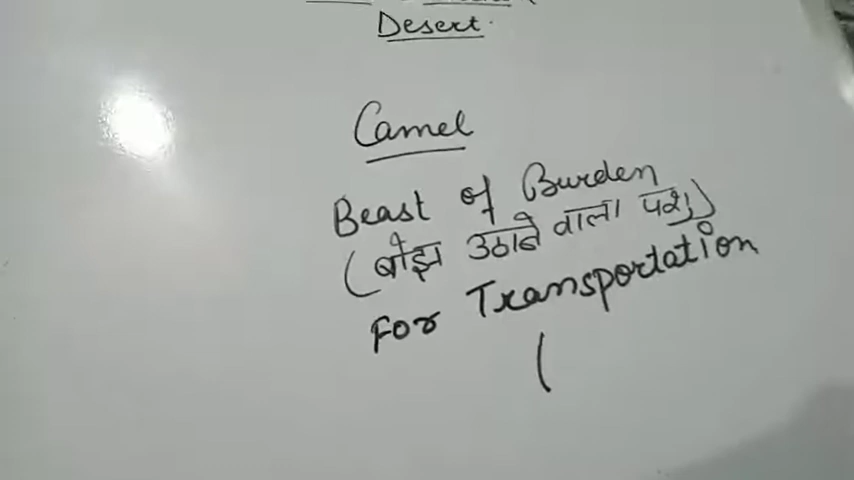 Desert.
Camel
Beast of Burden
(बोझ उठाने वाला पशु)
For Transportation
(